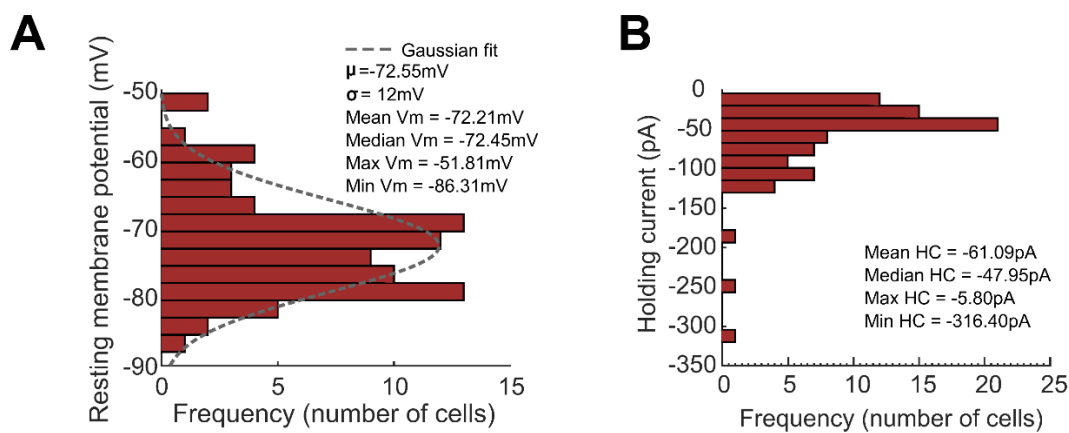 A
Resting membrane potential (mV)
-50
-60
-70
-80
-90
0
5
10
15
Frequency (number of cells)
Gaussian fit
μ=-72.55mV
σ= 12mV
Mean Vm = -72.21mV
Median Vm = -72.45mV
Max Vm = -51.81mV
Min Vm = -86.31mV
B
Holding current (pA)
0
-50
-100
-150
-200
-250
-300
-350
0
5
10
15
20
25
Frequency (number of cells)
Mean HC = -61.09pA
Median HC = -47.95pA
Max HC = -5.80pA
Min HC = -316.40pA